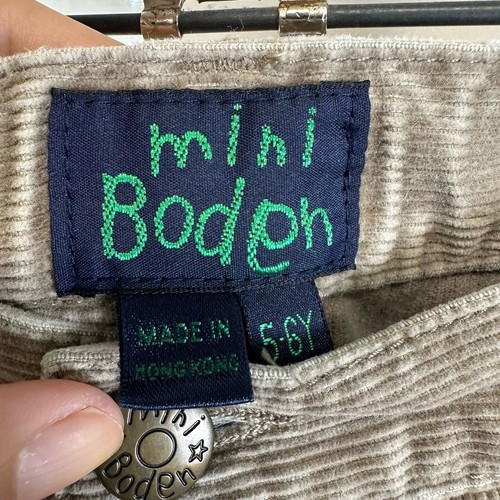 mini
Boden
MADE IN
HONG KONG
5-6Y
mini
Boden